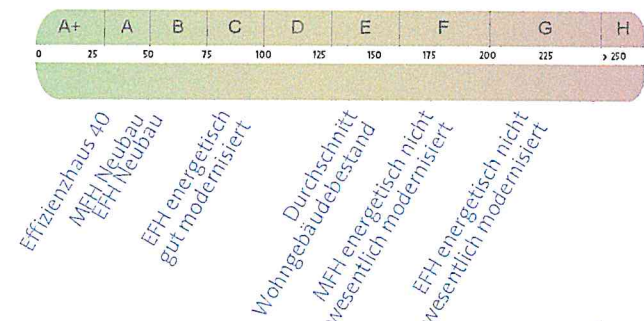 A+ A B C D E F G H
0 25 50 75 100 125 150 175 200 225 > 250
Effizienzhaus 40
MFH Neubau
EFH Neubau
EFH energetisch
gut modernisiert
Durchschnitt
Wohngebäudebestand
MFH energetisch nicht
wesentlich modernisiert
EFH energetisch nicht
wesentlich modernisiert